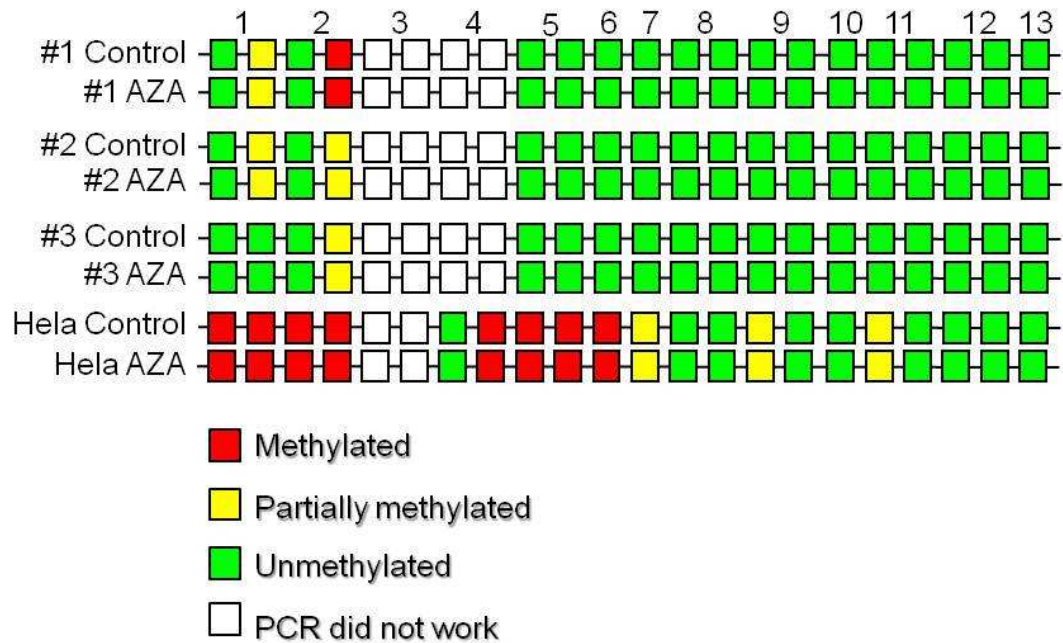 1 2 3 4 5 6 7 8 9 10 11 12 13
#1 Control
#1 AZA
#2 Control
#2 AZA
#3 Control
#3 AZA
Hela Control
Hela AZA
Methylated
Partially methylated
Unmethylated
PCR did not work